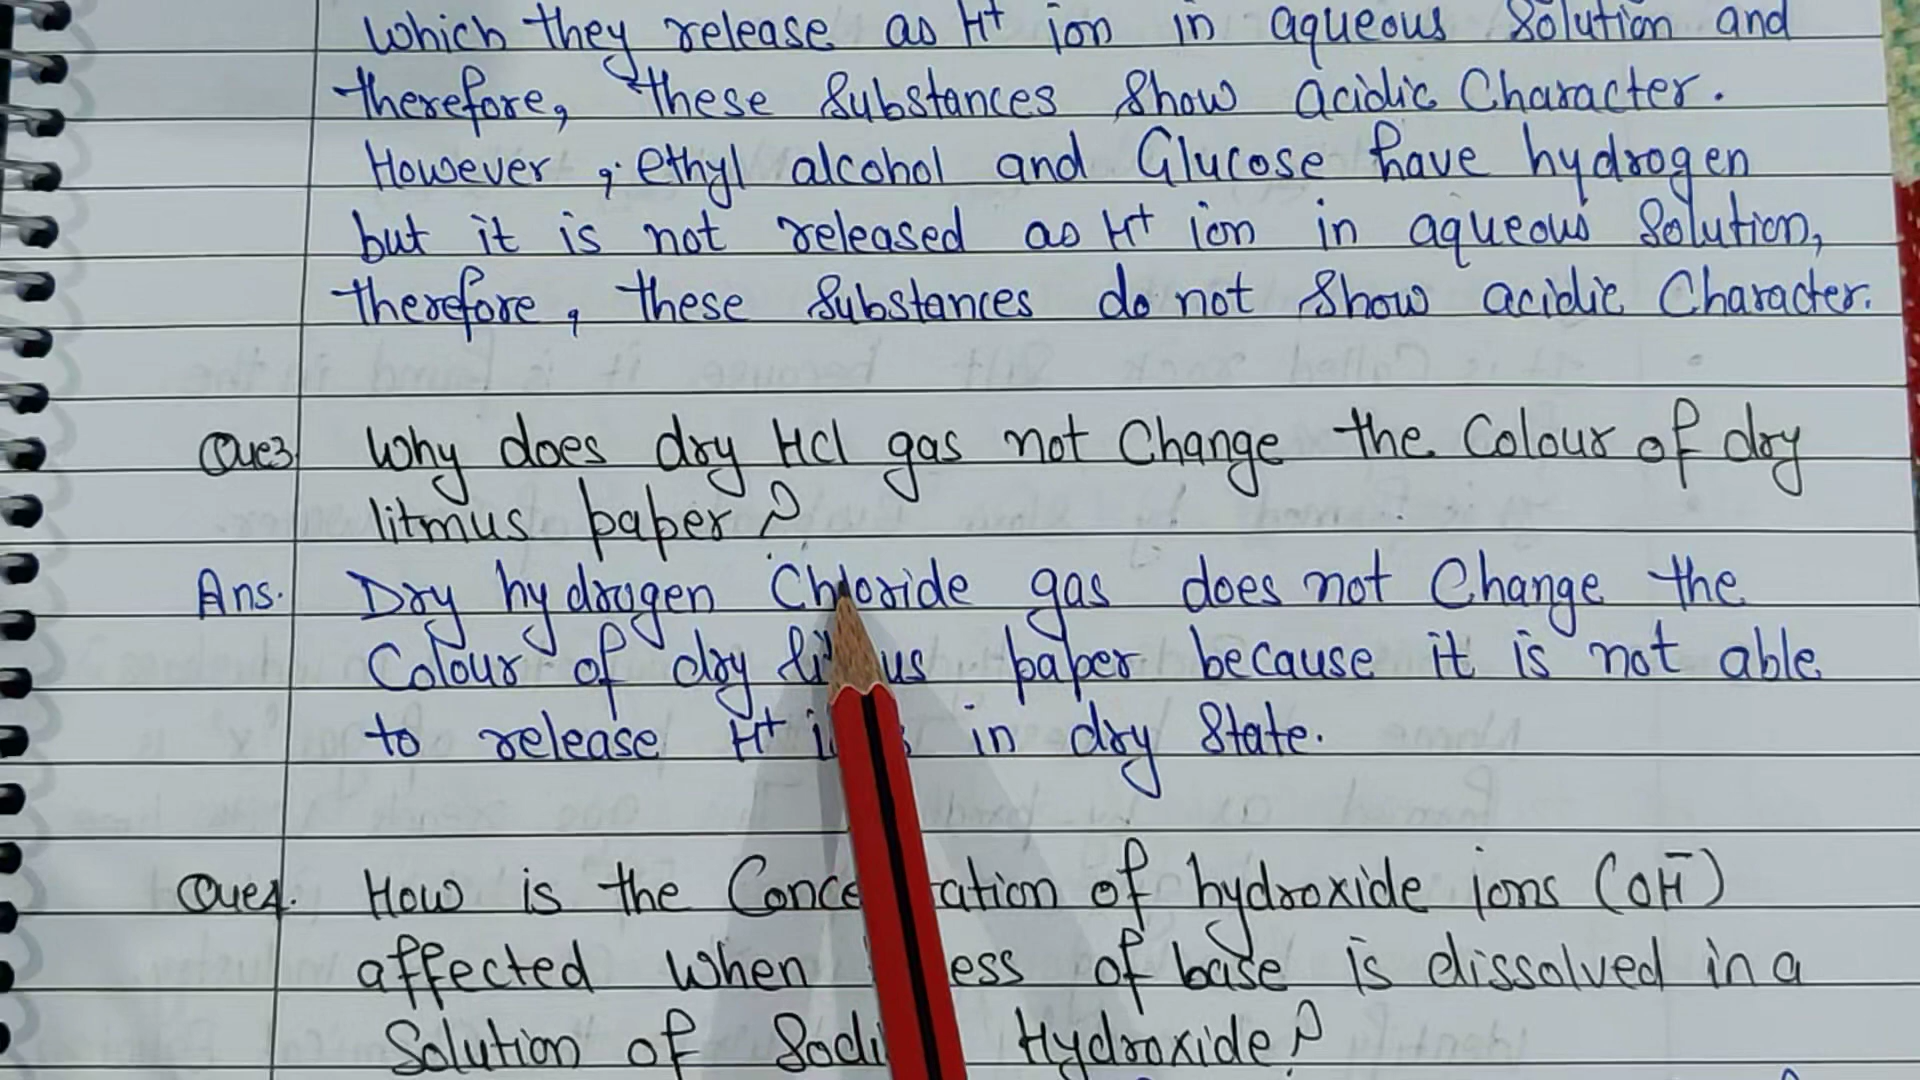 which they release as H⁺ ion in aqueous Solution and
therefore, these Substances Show acidic Character.
However, ethyl alcohol and Glucose have hydrogen
but it is not released as H⁺ ion in aqueous Solution,
therefore, these Substances do not Show acidic Character.
Que3 Why does dry HCl gas not Change the Colour of dry
litmus paper?
Ans. Dry hydrogen Chloride gas does not Change the
Colour of dry paper because it is not able
to release H⁺ in dry State.
Que4. How is the of hydroxide ions (OH⁻)
affected when of base is dissolved in a
Solution of Hydroxide?